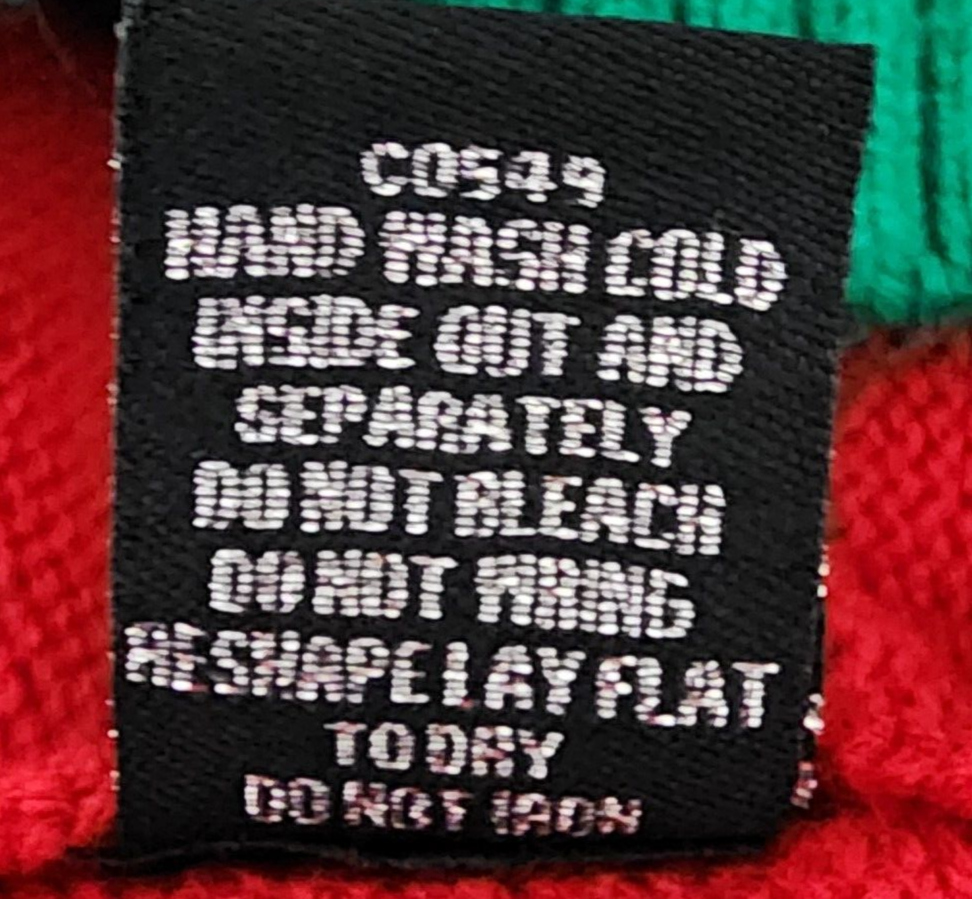 C0549
HAND WASH COLD
INSIDE OUT AND
SEPARATELY
DO NOT BLEACH
DO NOT WRING
RESHAPE LAY FLAT
TO DRY
DO NOT IRON